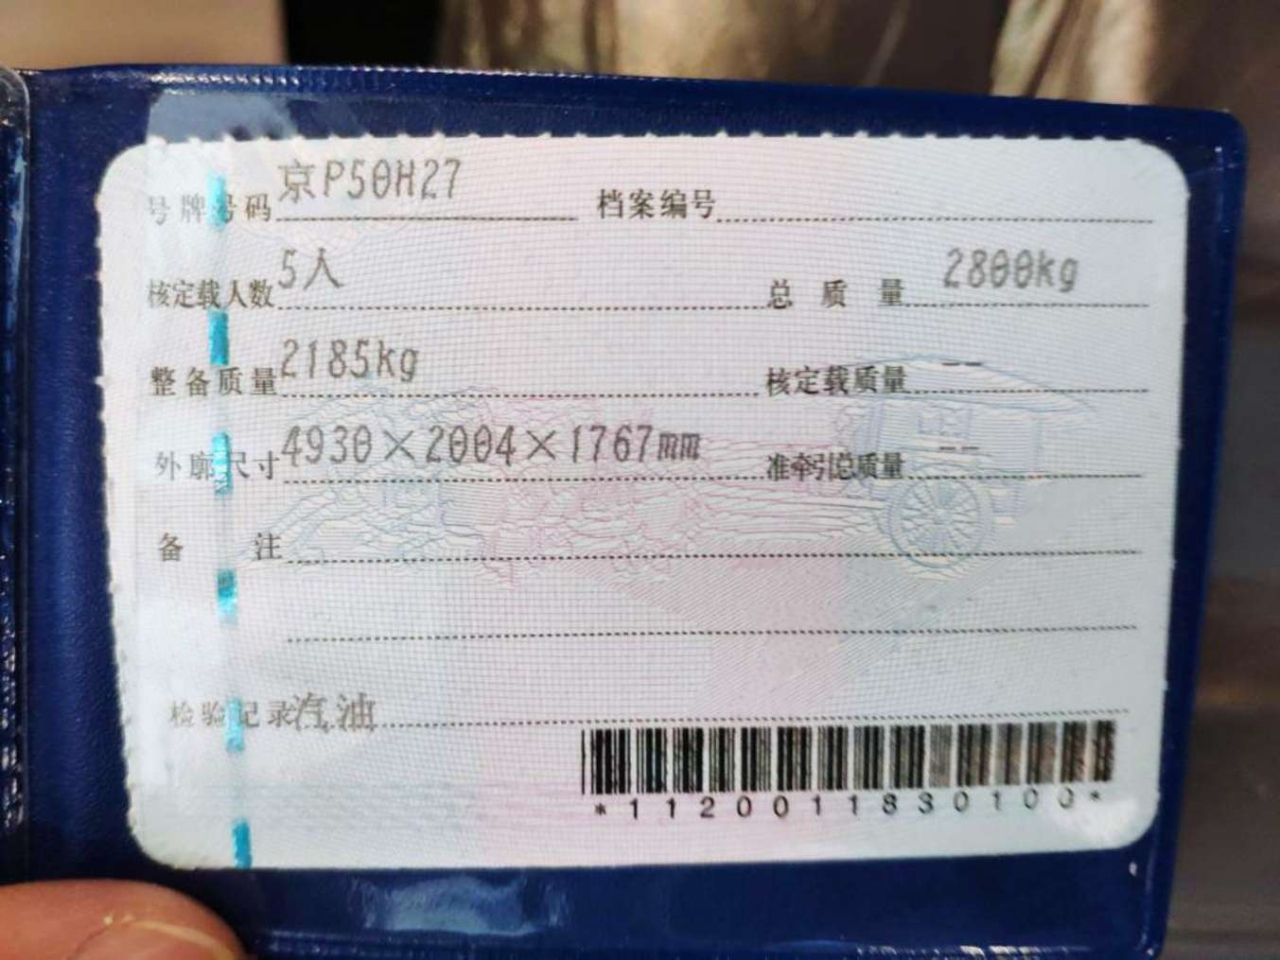 号牌号码 京P50H27 档案编号
核定载人数 5人 总质量 2800kg
整备质量 2185kg 核定载质量 --
外廓尺寸 4930×2004×1767mm 准牵引总质量 --
备注
检验记录 汽油
*1120011830100*